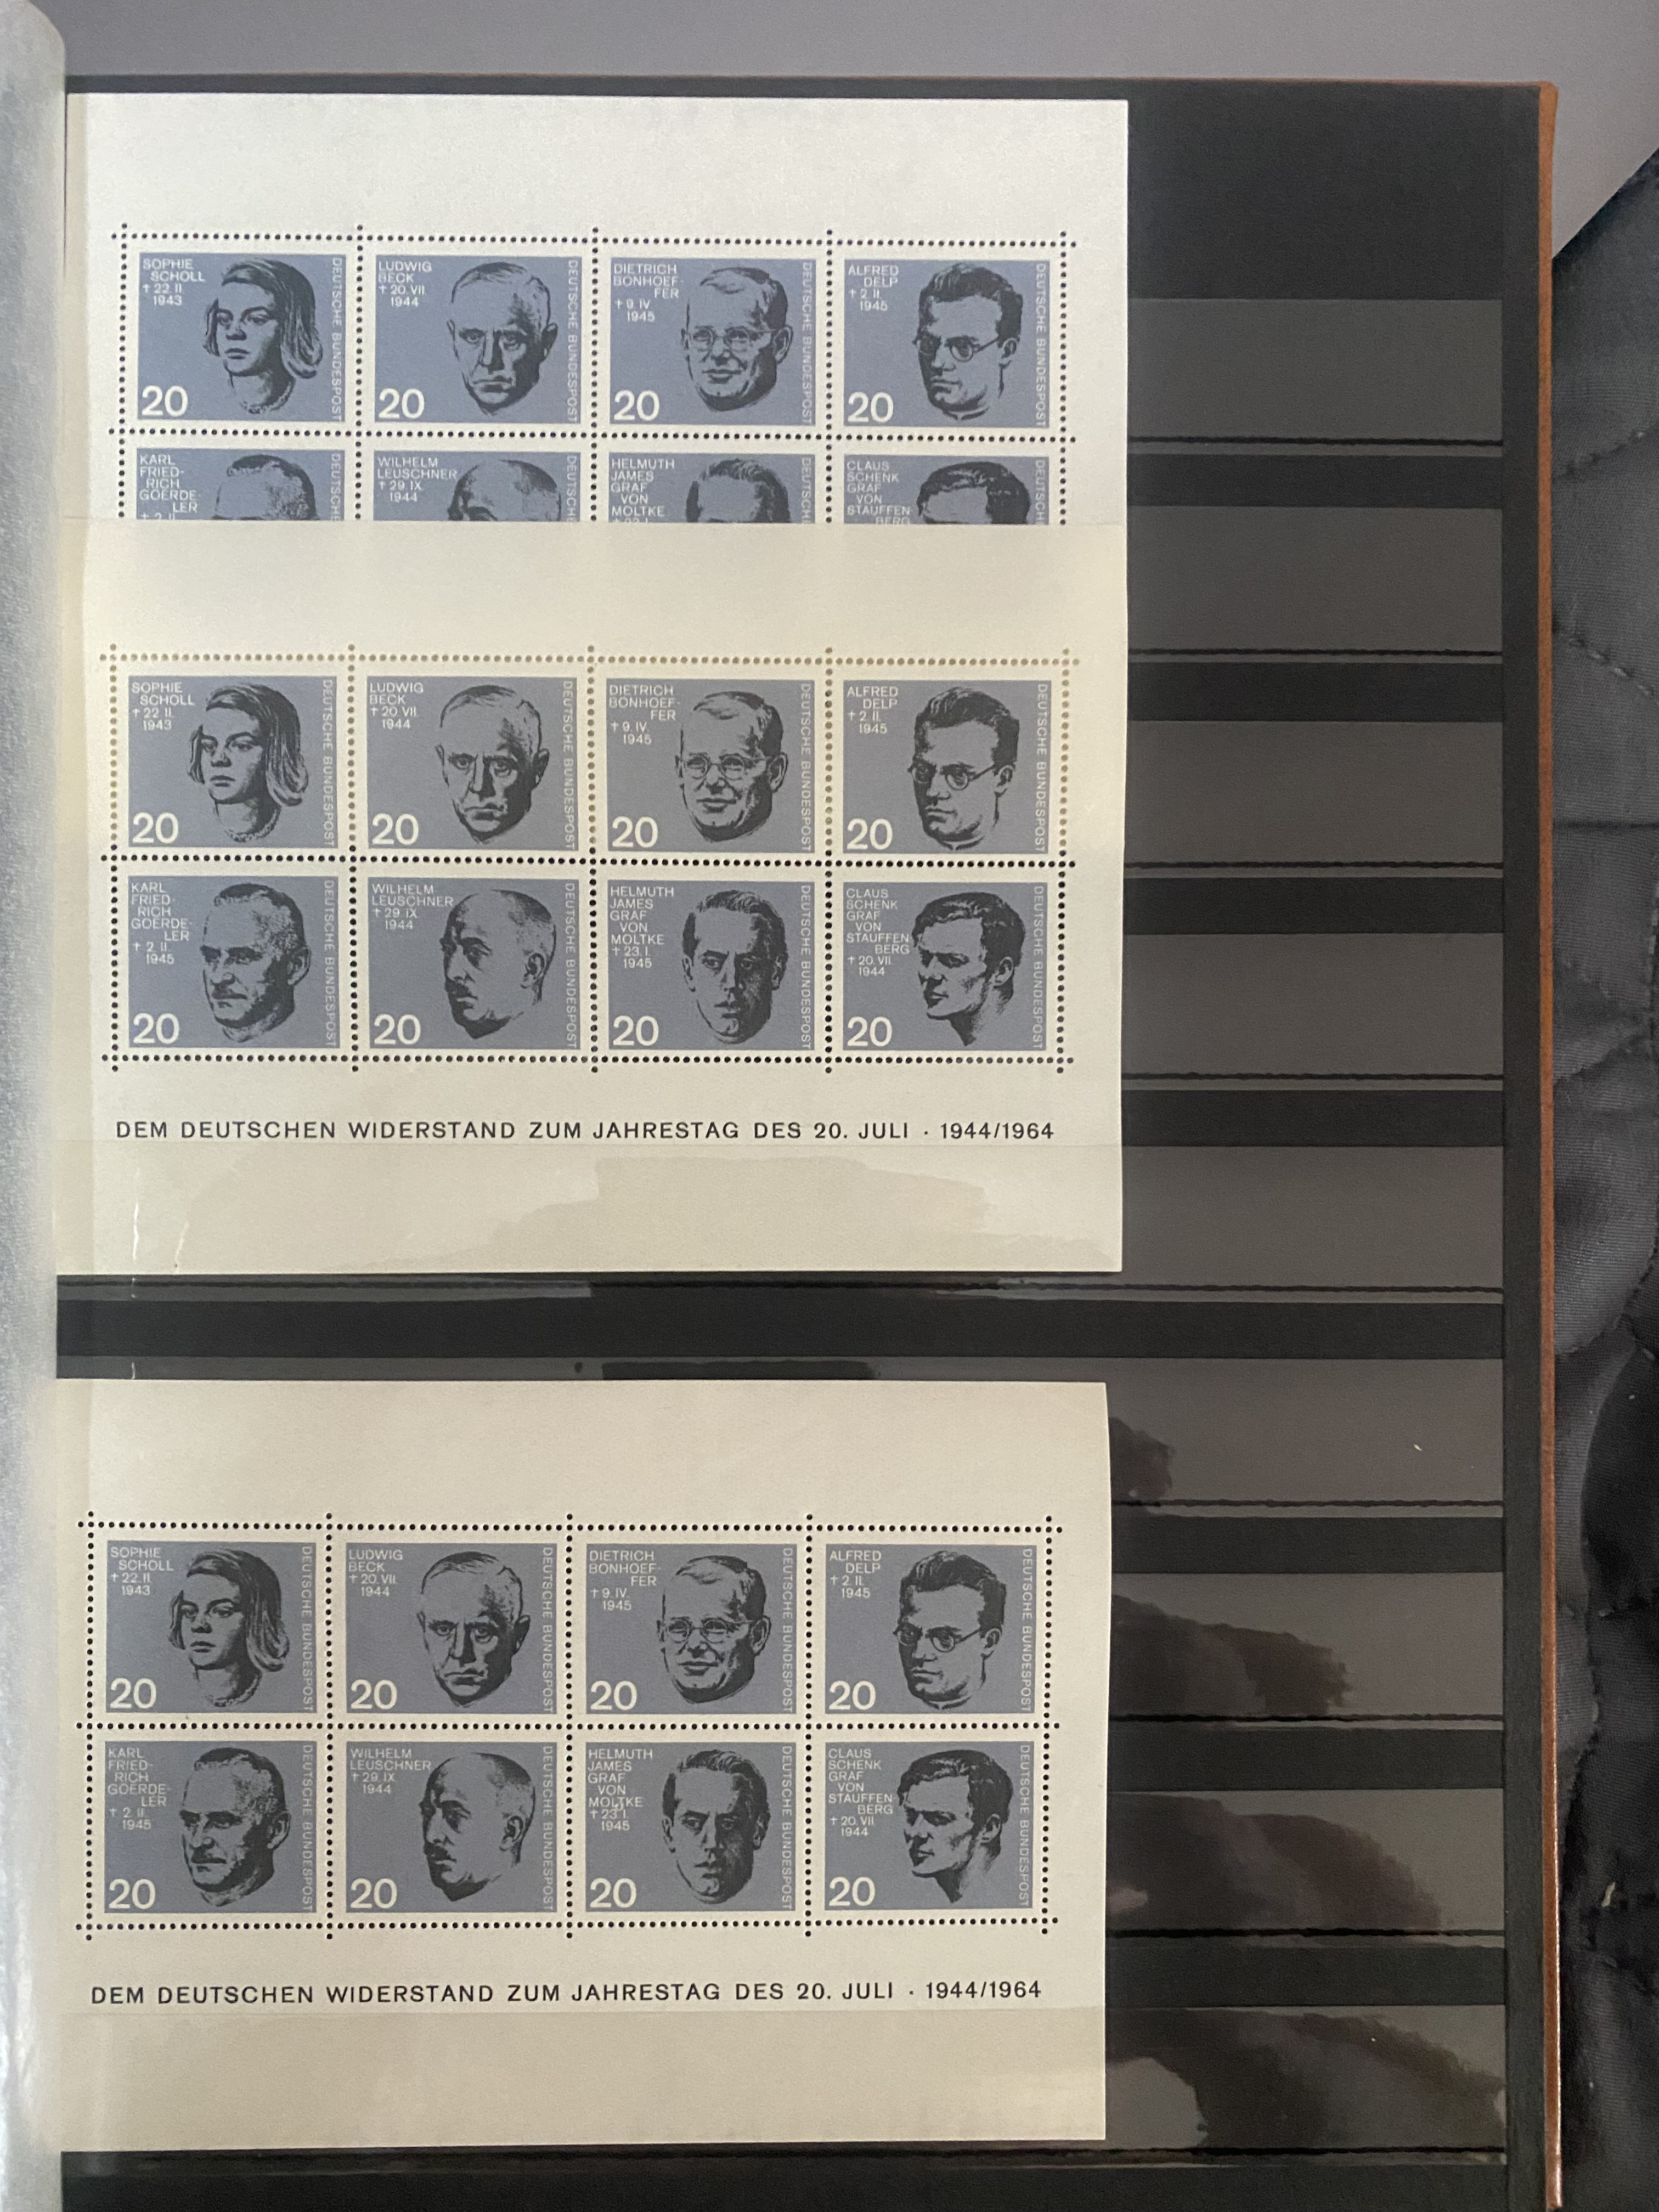 SOPHIE
SCHOLL
† 22. II.
1943
DEUTSCHE BUNDESPOST
20
LUDWIG
BECK
† 20. VII.
1944
DEUTSCHE BUNDESPOST
20
DIETRICH
BONHOEF-
FER
† 9. IV.
1945
DEUTSCHE BUNDESPOST
20
ALFRED
DELP
† 2. II.
1945
DEUTSCHE BUNDESPOST
20
KARL
FRIED-
RICH
GOERDE-
LER
† 2. II.
DEUTSCHE
WILHELM
LEUSCHNER
† 29. IX.
1944
DEUTSCHE
HELMUTH
JAMES
GRAF
VON
MOLTKE
DEUTSCHE
CLAUS
SCHENK
GRAF
VON
STAUFFEN
BERG
DEUTSCHE
SOPHIE
SCHOLL
† 22. II.
1943
DEUTSCHE BUNDESPOST
20
LUDWIG
BECK
† 20. VII.
1944
DEUTSCHE BUNDESPOST
20
DIETRICH
BONHOEF-
FER
† 9. IV.
1945
DEUTSCHE BUNDESPOST
20
ALFRED
DELP
† 2. II.
1945
DEUTSCHE BUNDESPOST
20
KARL
FRIED-
RICH
GOERDE-
LER
† 2. II.
1945
DEUTSCHE BUNDESPOST
20
WILHELM
LEUSCHNER
† 29. IX.
1944
DEUTSCHE BUNDESPOST
20
HELMUTH
JAMES
GRAF
VON
MOLTKE
† 23. I.
1945
DEUTSCHE BUNDESPOST
20
CLAUS
SCHENK
GRAF
VON
STAUFFEN
BERG
† 20. VII.
1944
DEUTSCHE BUNDESPOST
20
DEM DEUTSCHEN WIDERSTAND ZUM JAHRESTAG DES 20. JULI · 1944/1964
SOPHIE
SCHOLL
† 22. II.
1943
DEUTSCHE BUNDESPOST
20
LUDWIG
BECK
† 20. VII.
1944
DEUTSCHE BUNDESPOST
20
DIETRICH
BONHOEF-
FER
† 9. IV.
1945
DEUTSCHE BUNDESPOST
20
ALFRED
DELP
† 2. II.
1945
DEUTSCHE BUNDESPOST
20
KARL
FRIED-
RICH
GOERDE-
LER
† 2. II.
1945
DEUTSCHE BUNDESPOST
20
WILHELM
LEUSCHNER
† 29. IX.
1944
DEUTSCHE BUNDESPOST
20
HELMUTH
JAMES
GRAF
VON
MOLTKE
† 23. I.
1945
DEUTSCHE BUNDESPOST
20
CLAUS
SCHENK
GRAF
VON
STAUFFEN
BERG
† 20. VII.
1944
DEUTSCHE BUNDESPOST
20
DEM DEUTSCHEN WIDERSTAND ZUM JAHRESTAG DES 20. JULI · 1944/1964